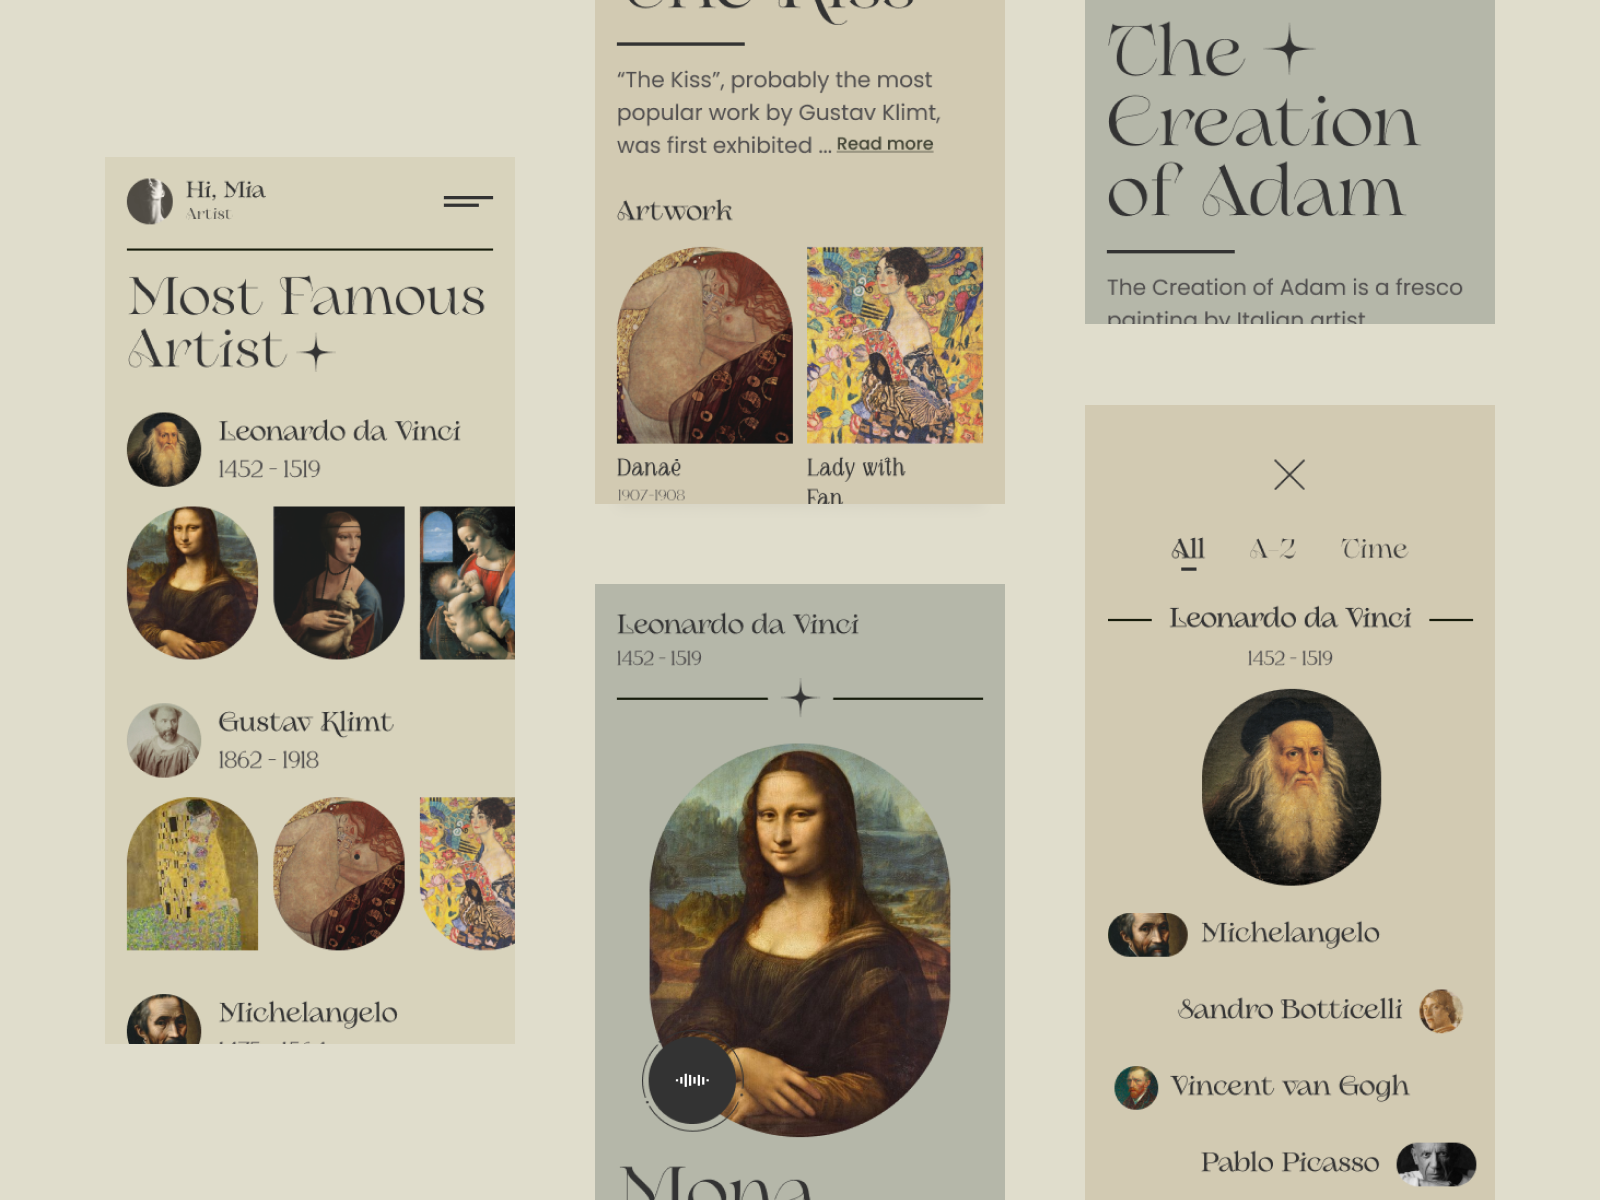 Hi, Mia
Artist
Most Famous
Artist
Leonardo da Vinci
1452 - 1519
Gustav Klimt
1862 - 1918
Michelangelo
The Kiss
“The Kiss”, probably the most
popular work by Gustav Klimt,
was first exhibited ... Read more
Artwork
Danaë
1907-1908
Lady with
Fan
Leonardo da Vinci
1452 - 1519
Mona
The
Creation
of Adam
The Creation of Adam is a fresco
painting by Italian artist
All A-Z Time
Leonardo da Vinci
1452 - 1519
Michelangelo
Sandro Botticelli
Vincent van Gogh
Pablo Picasso